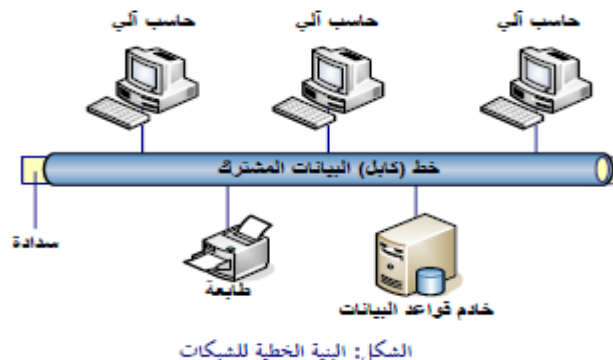 حاسب آلي
حاسب آلي
حاسب آلي
خط (كابل) البيانات المشترك
سدادة
طابعة
خادم قواعد البيانات
الشكل: البنية الخطية للشبكات